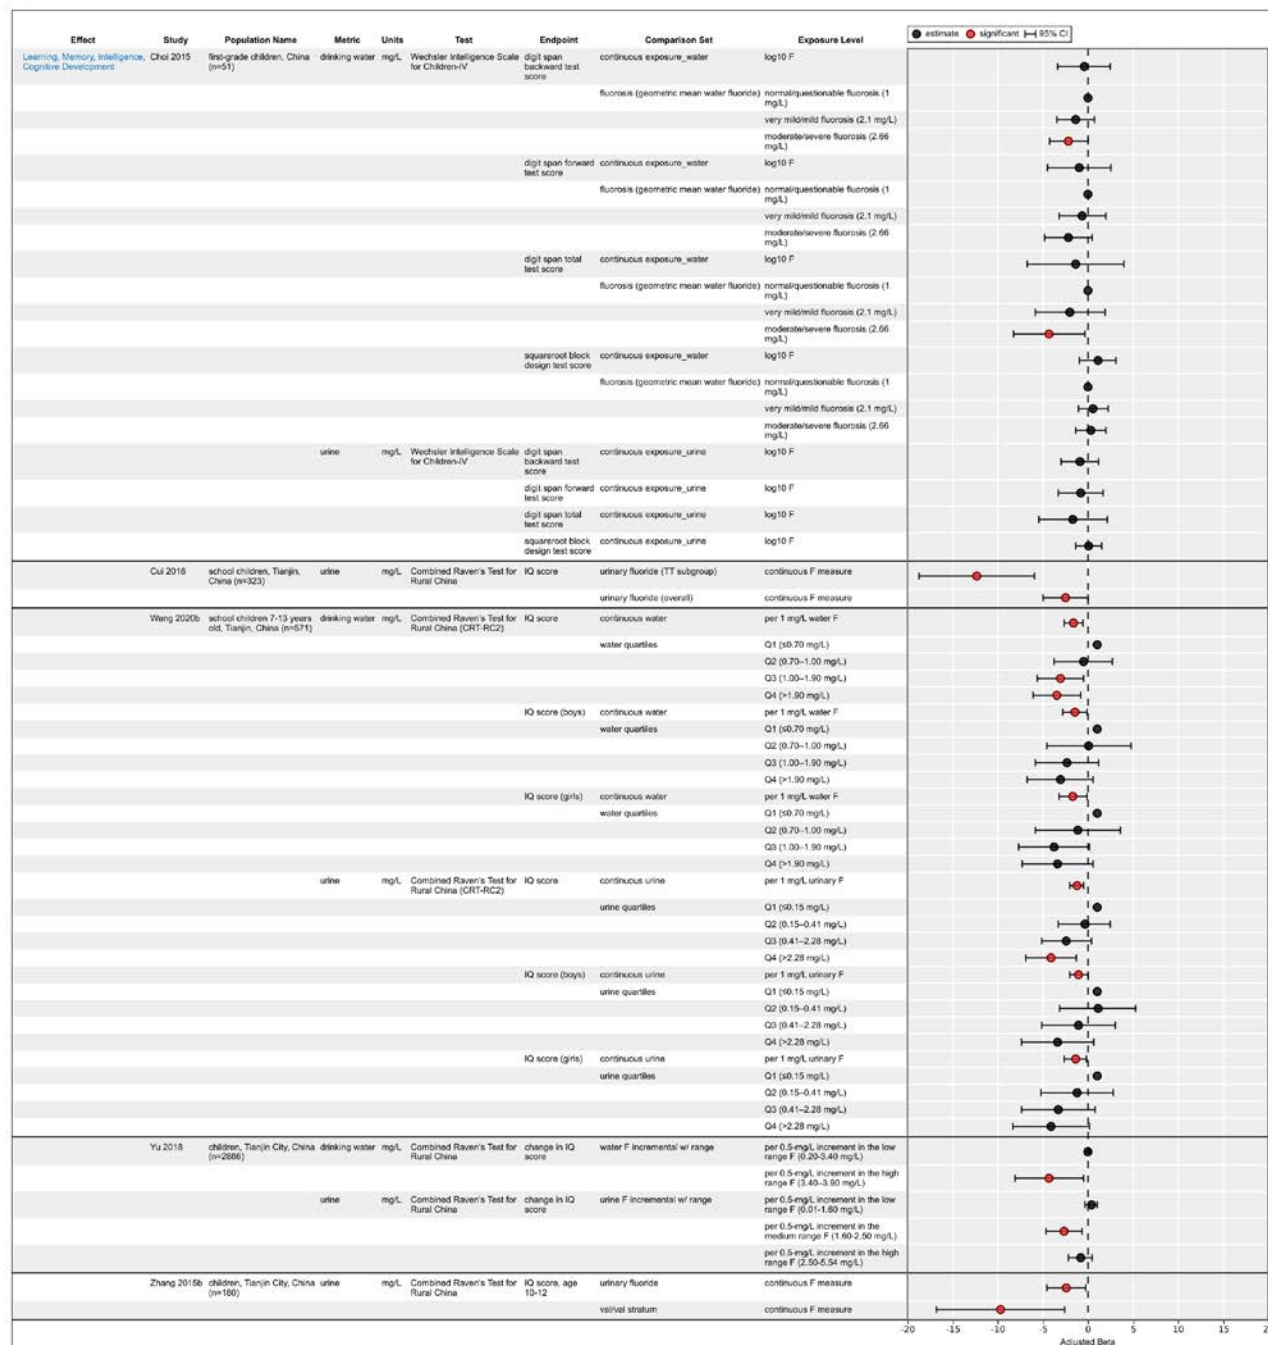 Effect Study Population Name Metric Units Test Endpoint Comparison Set Exposure Level
estimate significant 95% CI
Learning, Memory, Intelligence, Choi 2015 first-grade children, China drinking water mg/L Wechsler Intelligence Scale digit span continuous exposure_water log10 F
Cognitive Development (n=51) for Children-IV backward test
score
fluorosis (geometric mean water fluoride) normal/questionable fluorosis (1
mg/L)
very mild/mild fluorosis (2.1 mg/L)
moderate/severe fluorosis (2.66
mg/L)
digit span forward continuous exposure_water log10 F
test score
fluorosis (geometric mean water fluoride) normal/questionable fluorosis (1
mg/L)
very mild/mild fluorosis (2.1 mg/L)
moderate/severe fluorosis (2.66
mg/L)
digit span total continuous exposure_water log10 F
test score
fluorosis (geometric mean water fluoride) normal/questionable fluorosis (1
mg/L)
very mild/mild fluorosis (2.1 mg/L)
moderate/severe fluorosis (2.66
mg/L)
squareroot block continuous exposure_water log10 F
design test score
fluorosis (geometric mean water fluoride) normal/questionable fluorosis (1
mg/L)
very mild/mild fluorosis (2.1 mg/L)
moderate/severe fluorosis (2.66
mg/L)
urine mg/L Wechsler Intelligence Scale digit span continuous exposure_urine log10 F
for Children-IV backward test
score
digit span forward continuous exposure_urine log10 F
test score
digit span total continuous exposure_urine log10 F
test score
squareroot block continuous exposure_urine log10 F
design test score
Cui 2018 school children, Tianjin, urine mg/L Combined Raven's Test for IQ score urinary fluoride (TT subgroup) continuous F measure
China (n=323) Rural China
urinary fluoride (overall) continuous F measure
Wang 2020b school children 7-13 years drinking water mg/L Combined Raven's Test for IQ score continuous water per 1 mg/L water F
old, Tianjin, China (n=571) Rural China (CRT-RC2)
water quartiles Q1 (≤0.70 mg/L)
Q2 (0.70–1.00 mg/L)
Q3 (1.00–1.90 mg/L)
Q4 (>1.90 mg/L)
IQ score (boys) continuous water per 1 mg/L water F
water quartiles Q1 (≤0.70 mg/L)
Q2 (0.70–1.00 mg/L)
Q3 (1.00–1.90 mg/L)
Q4 (>1.90 mg/L)
IQ score (girls) continuous water per 1 mg/L water F
water quartiles Q1 (≤0.70 mg/L)
Q2 (0.70–1.00 mg/L)
Q3 (1.00–1.90 mg/L)
Q4 (>1.90 mg/L)
urine mg/L Combined Raven's Test for IQ score continuous urine per 1 mg/L urinary F
Rural China (CRT-RC2)
urine quartiles Q1 (≤0.15 mg/L)
Q2 (0.15–0.41 mg/L)
Q3 (0.41–2.28 mg/L)
Q4 (>2.28 mg/L)
IQ score (boys) continuous urine per 1 mg/L urinary F
urine quartiles Q1 (≤0.15 mg/L)
Q2 (0.15–0.41 mg/L)
Q3 (0.41–2.28 mg/L)
Q4 (>2.28 mg/L)
IQ score (girls) continuous urine per 1 mg/L urinary F
urine quartiles Q1 (≤0.15 mg/L)
Q2 (0.15–0.41 mg/L)
Q3 (0.41–2.28 mg/L)
Q4 (>2.28 mg/L)
Yu 2018 children, Tianjin City, China drinking water mg/L Combined Raven's Test for change in IQ water F incremental w/ range per 0.5-mg/L increment in the low
(n=2886) Rural China score range F (0.20-3.40 mg/L)
per 0.5-mg/L increment in the high
range F (3.40–3.90 mg/L)
urine mg/L Combined Raven's Test for change in IQ urine F incremental w/ range per 0.5-mg/L increment in the low
Rural China score range F (0.01-1.60 mg/L)
per 0.5-mg/L increment in the
medium range F (1.60-2.50 mg/L)
per 0.5-mg/L increment in the high
range F (2.50-5.54 mg/L)
Zhang 2015b children, Tianjin City, China urine mg/L Combined Raven's Test for IQ score, age urinary fluoride continuous F measure
(n=180) Rural China 10-12
val/val stratum continuous F measure
-20 -15 -10 -5 0 5 10 15 20
Adjusted Beta